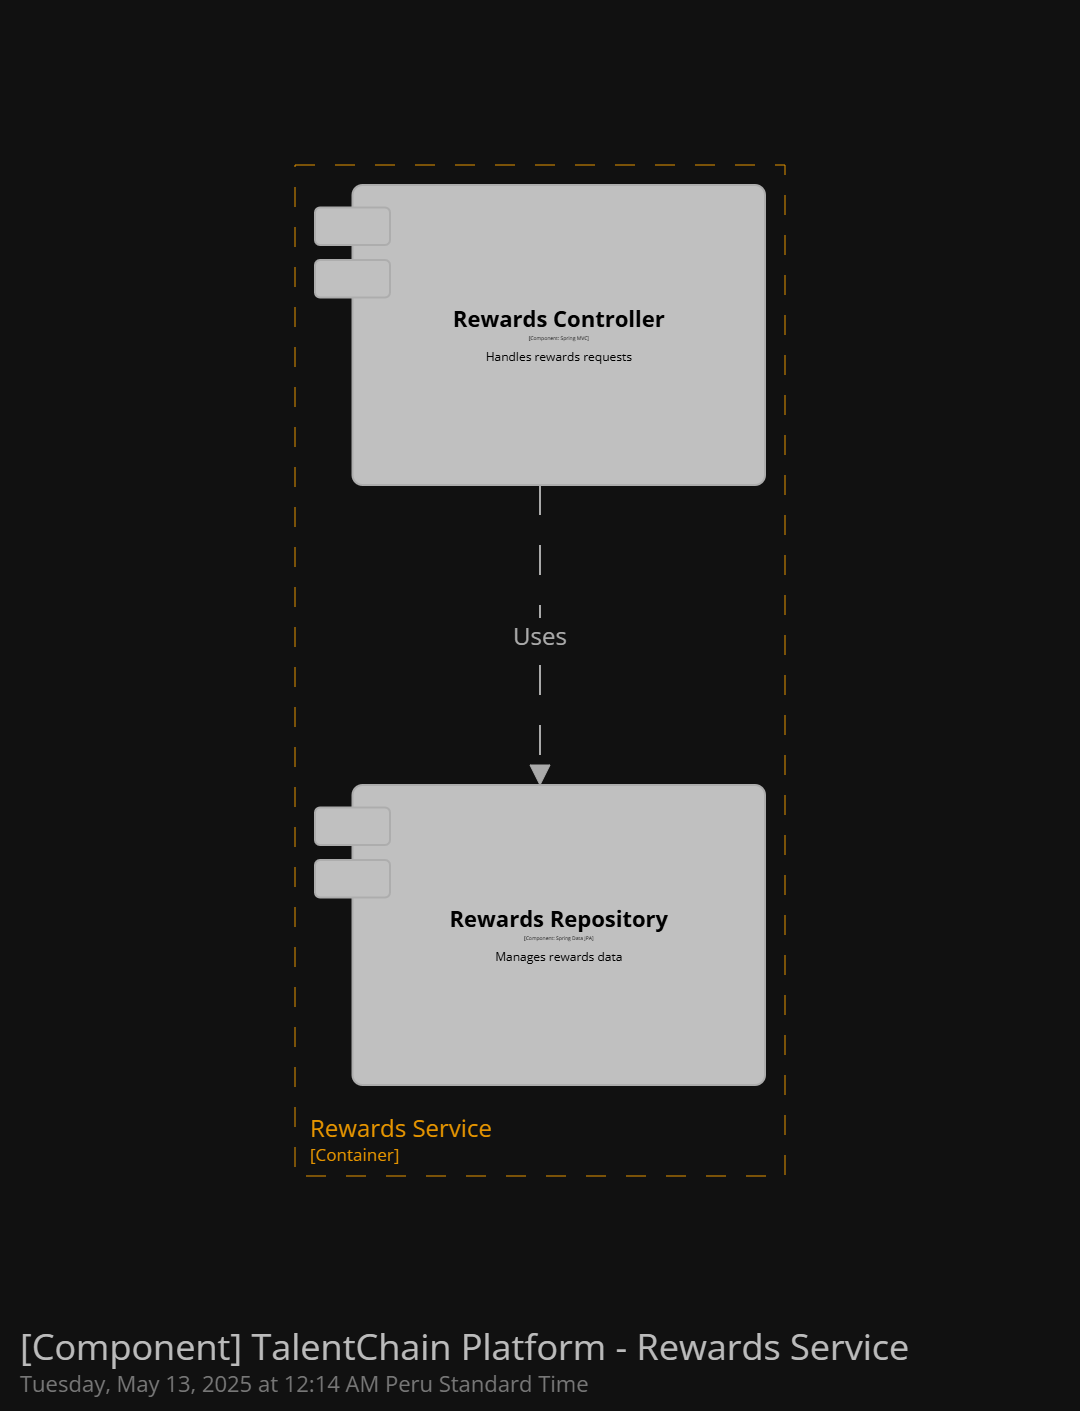 Rewards Controller
[Component: Spring MVC]
Handles rewards requests
Uses
Rewards Repository
[Component: Spring Data JPA]
Manages rewards data
Rewards Service
[Container]
[Component] TalentChain Platform - Rewards Service
Tuesday, May 13, 2025 at 12:14 AM Peru Standard Time